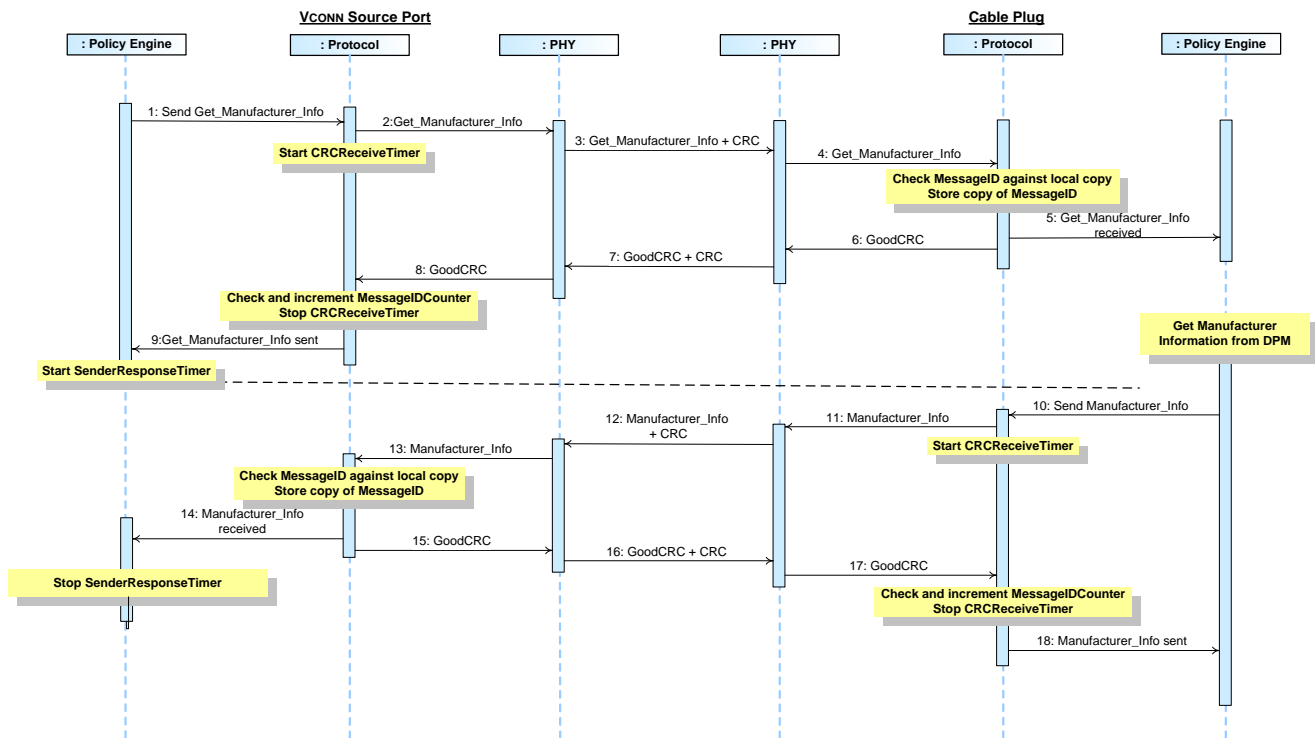 VCONN Source Port
Cable Plug
: Policy Engine
: Protocol
: PHY
: PHY
: Protocol
: Policy Engine
1: Send Get_Manufacturer_Info
2:Get_Manufacturer_Info
Start CRCReceiveTimer
3: Get_Manufacturer_Info + CRC
4: Get_Manufacturer_Info
Check MessageID against local copy
Store copy of MessageID
5: Get_Manufacturer_Info
received
6: GoodCRC
7: GoodCRC + CRC
8: GoodCRC
Check and increment MessageIDCounter
Stop CRCReceiveTimer
9:Get_Manufacturer_Info sent
Start SenderResponseTimer
Get Manufacturer
Information from DPM
10: Send Manufacturer_Info
11: Manufacturer_Info
Start CRCReceiveTimer
12: Manufacturer_Info
+ CRC
13: Manufacturer_Info
Check MessageID against local copy
Store copy of MessageID
14: Manufacturer_Info
received
15: GoodCRC
16: GoodCRC + CRC
17: GoodCRC
Stop SenderResponseTimer
Check and increment MessageIDCounter
Stop CRCReceiveTimer
18: Manufacturer_Info sent